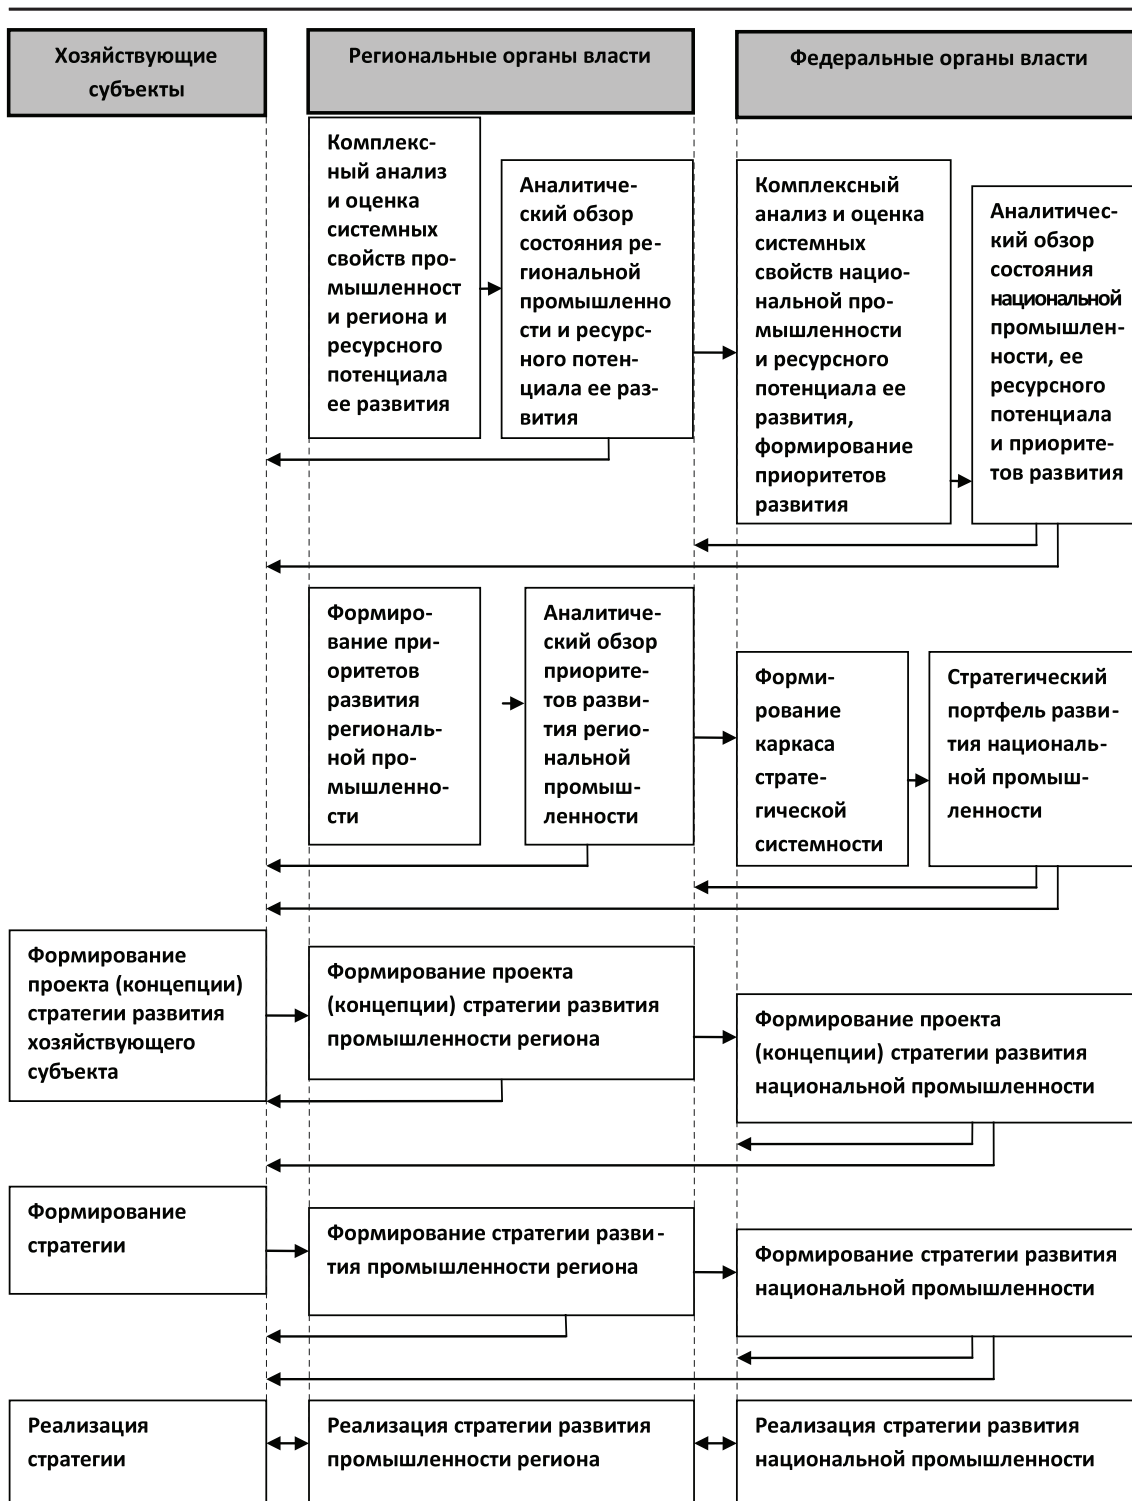 Хозяйствующие
субъекты
Региональные органы власти
Федеральные органы власти
Комплекс-
ный анализ
и оценка
системных
свойств про-
мышленност
и региона и
ресурсного
потенциала
ее развития
Аналитиче-
ский обзор
состояния ре-
гиональной
промышленно
сти и ресурс-
ного потен-
циала ее раз-
вития
Комплексный
анализ и оценка
системных
свойств нацио-
нальной про-
мышленности
и ресурсного
потенциала ее
развития,
формирование
приоритетов
развития
Аналитичес-
кий обзор
состояния
национальной
промышлен-
ности, ее
ресурсного
потенциала
и приорите-
тов развития
Формиро-
вание при-
оритетов
развития
региональ-
ной про-
мышленно-
сти
Аналитиче-
ский обзор
приорите-
тов разви-
тия регио-
нальной
промыш-
ленности
Форми-
рование
каркаса
страте-
гической
системности
Стратегический
портфель разви-
тия националь-
ной промыш-
ленности
Формирование
проекта (концепции)
стратегии развития
хозяйствующего
субъекта
Формирование проекта
(концепции) стратегии развития
промышленности региона
Формирование проекта
(концепции) стратегии развития
национальной промышленности
Формирование
стратегии
Формирование стратегии разви-
тия промышленности региона
Формирование стратегии развития
национальной промышленности
Реализация
стратегии
Реализация стратегии развития
промышленности региона
Реализация стратегии развития
национальной промышленности